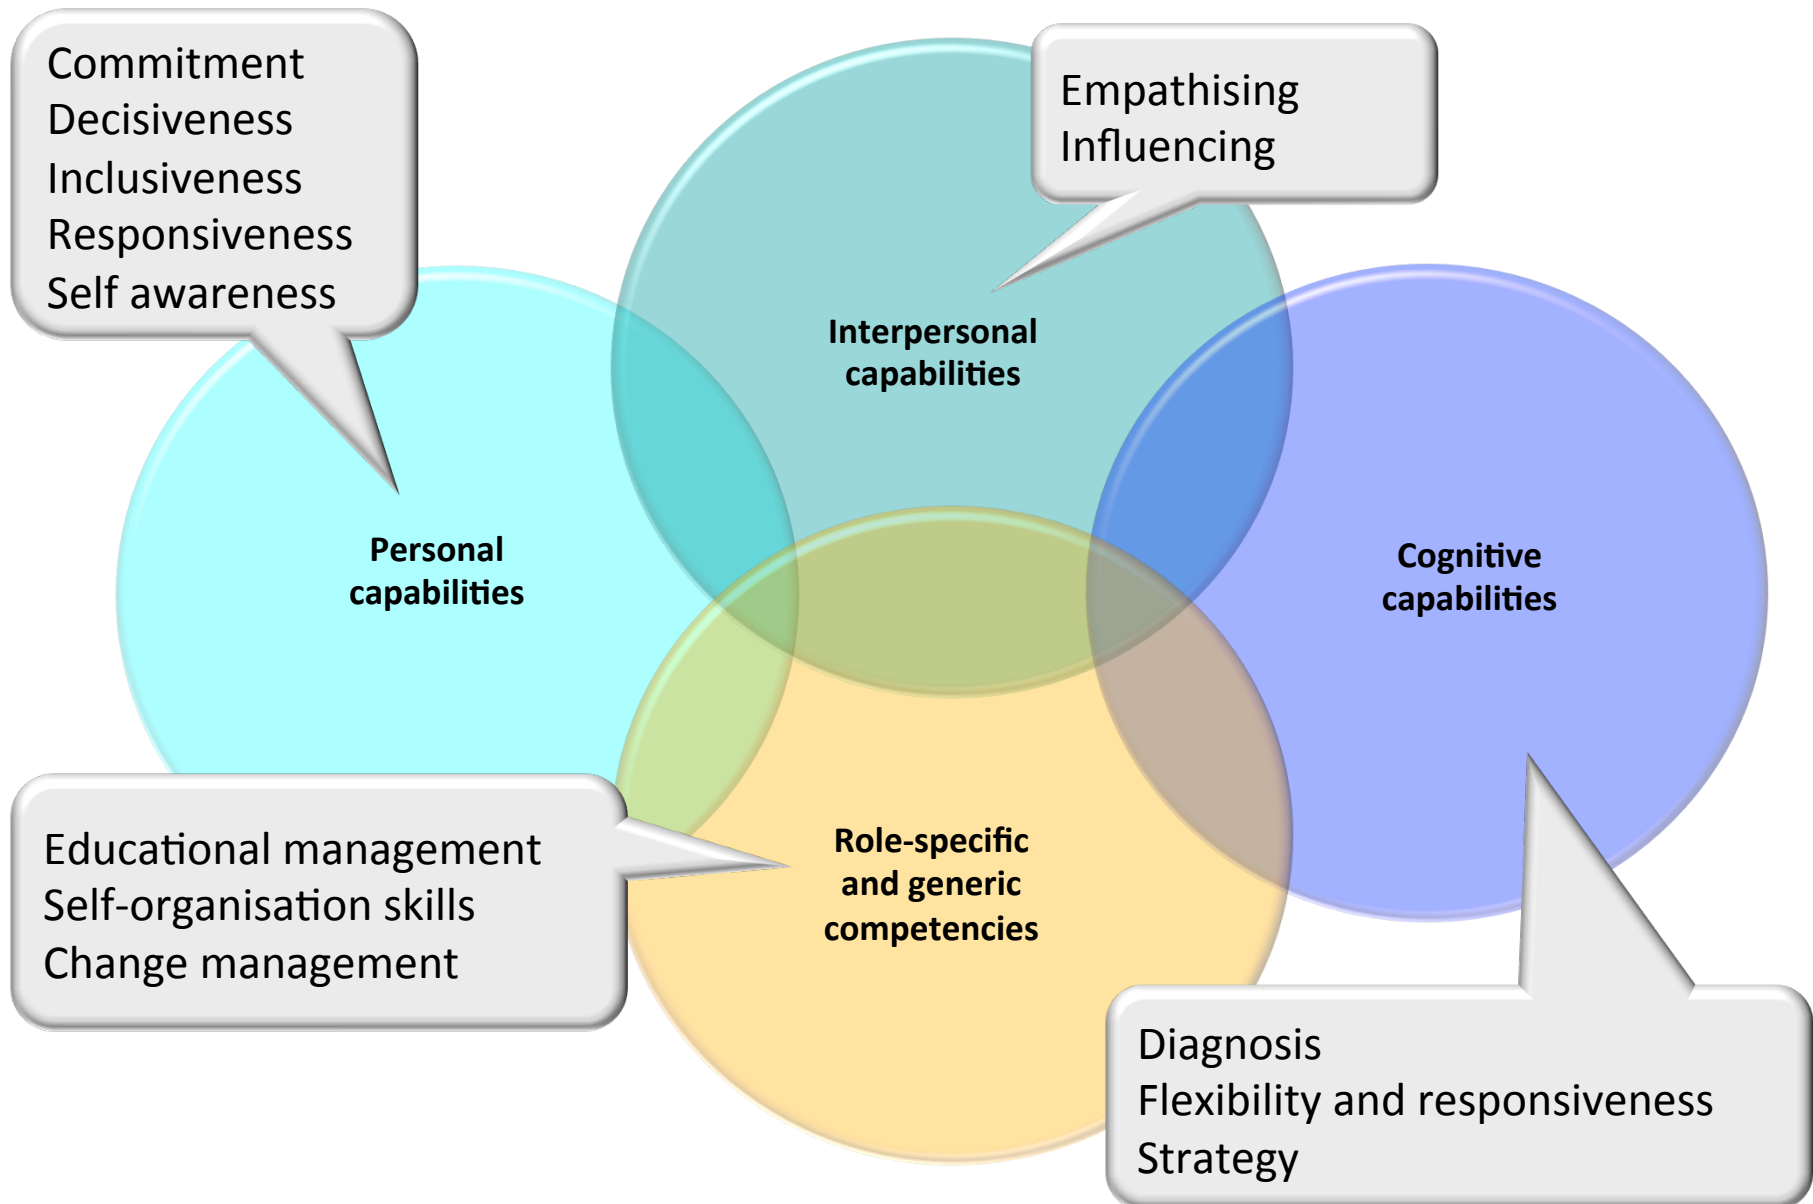 Commitment
Decisiveness
Inclusiveness
Responsiveness
Self awareness
Empathising
Influencing
Interpersonal
capabilities
Personal
capabilities
Cognitive
capabilities
Educational management
Self-organisation skills
Change management
Role-specific
and generic
competencies
Diagnosis
Flexibility and responsiveness
Strategy